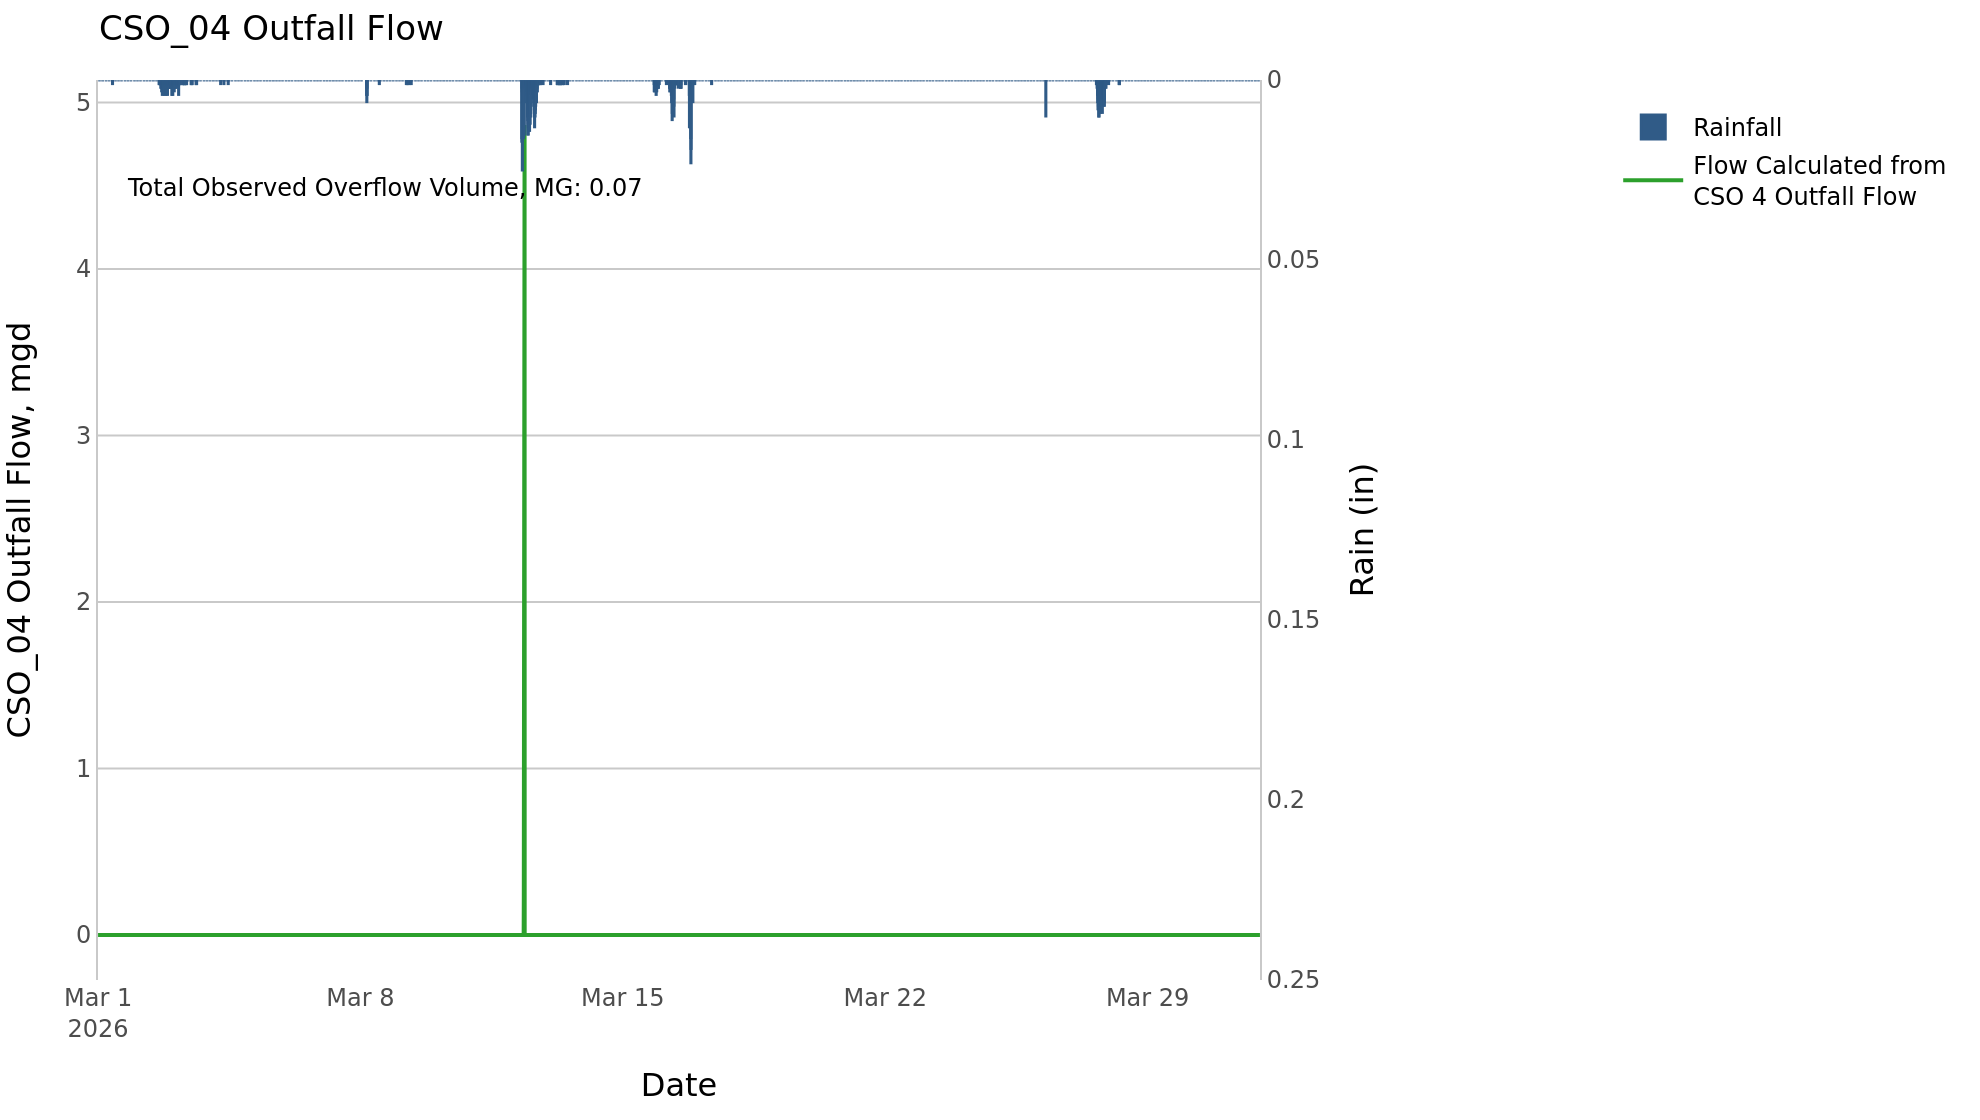 CSO_04 Outfall Flow
0
5
Rainfall
Flow Calculated from
CSO 4 Outfall Flow
Total Observed Overflow Volume, MG: 0.07
4
0.05
3
0.1
CSO_04 Outfall Flow, mgd
Rain (in)
2
0.15
1
0.2
0
0.25
Mar 1
2026
Mar 8
Mar 15
Mar 22
Mar 29
Date